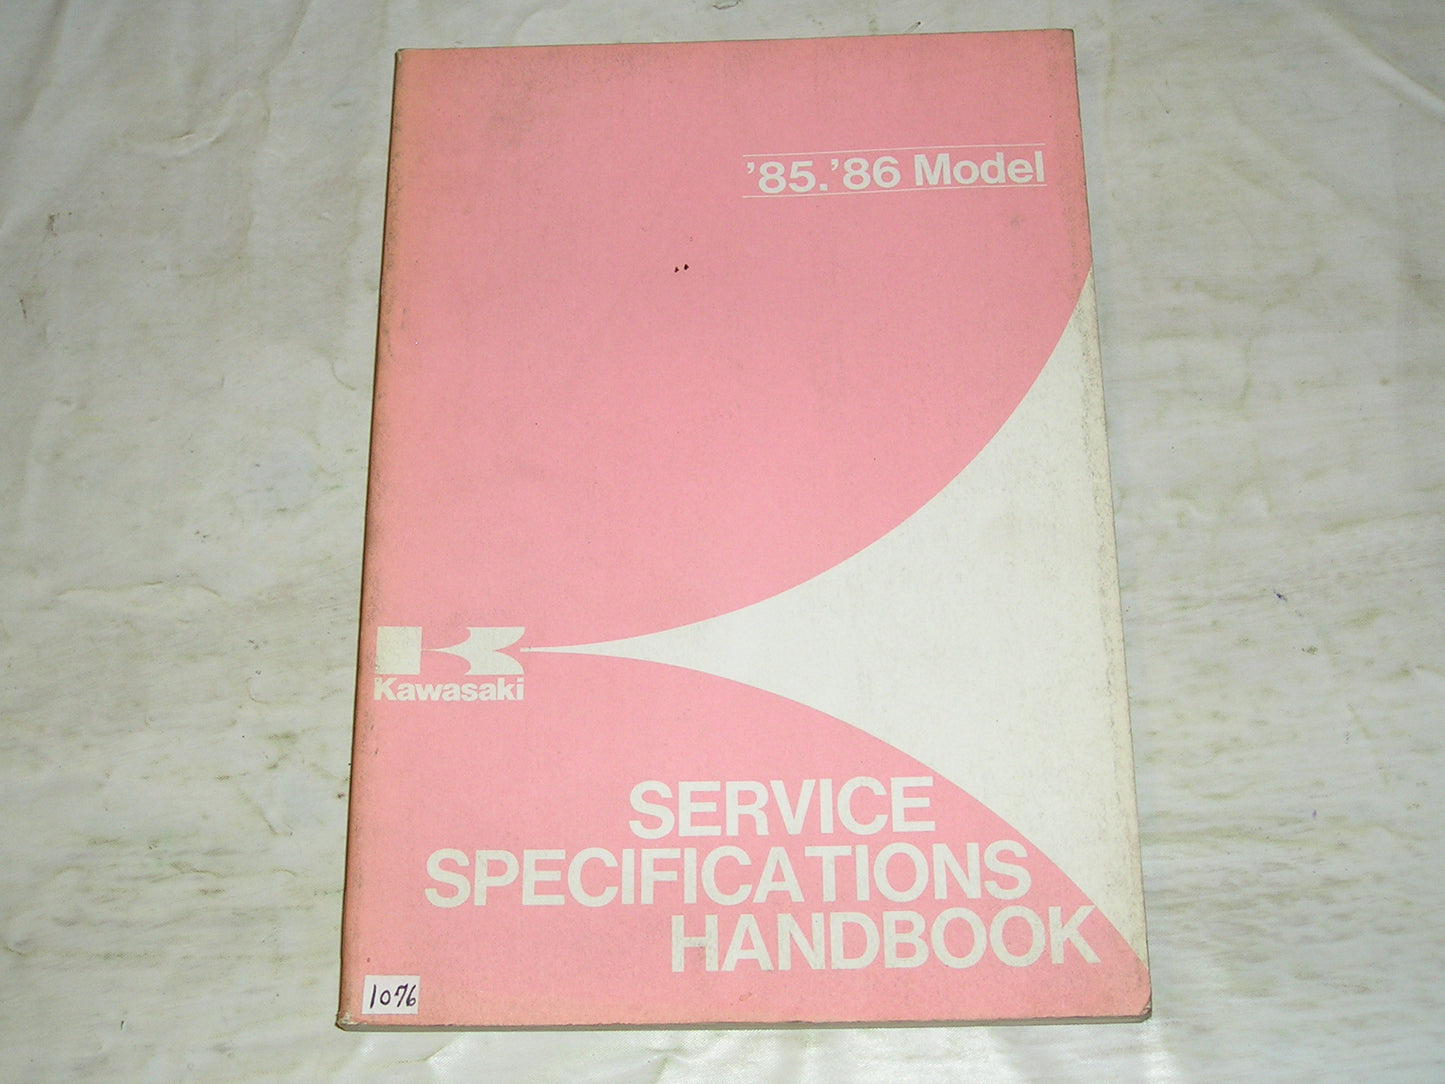 '85.'86 Model
Kawasaki
SERVICE
SPECIFICATIONS
HANDBOOK
1076